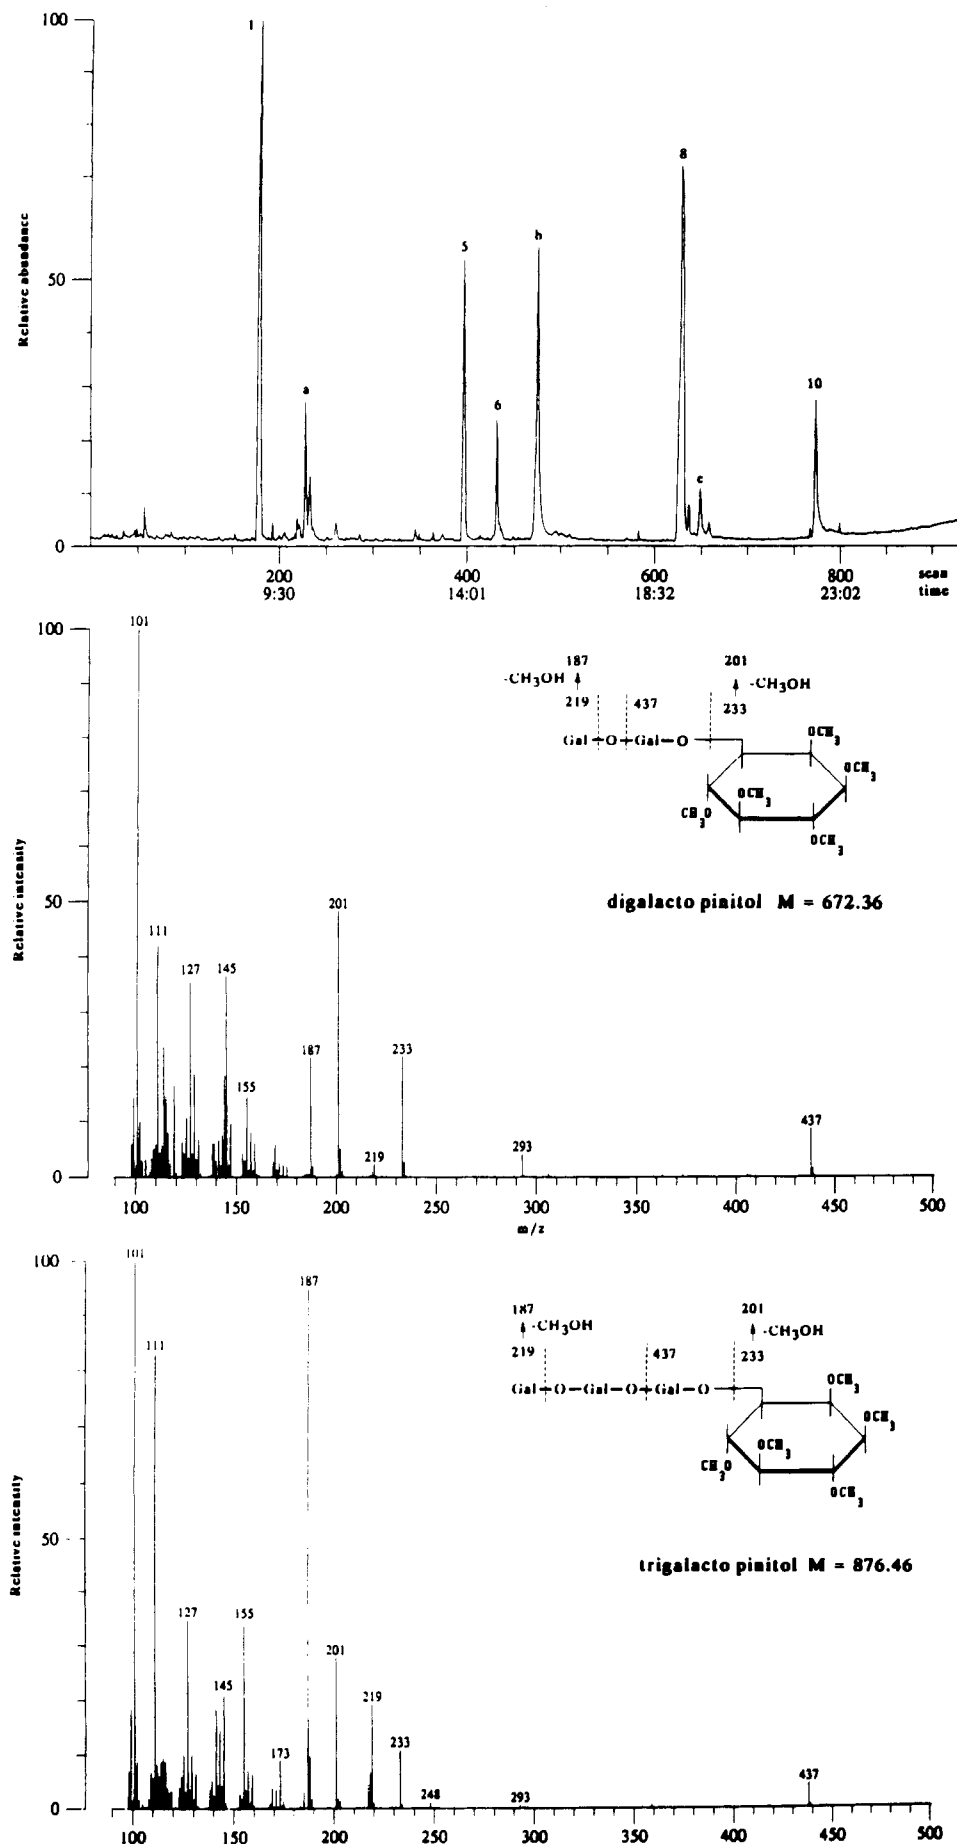 100
1
8
h
5
50
a
6
10
c
0
200
400
600
800
scan
9:30
14:01
18:32
23:02
time
Relative abundance
100
101
187
201
-CH3OH
-CH3OH
219
437
233
Gal-O-Gal-O
OCH3
OCH3
OCH3
CH3O
OCH3
digalacto pinitol M = 672.36
50
201
111
127
145
187
233
155
437
293
219
0
100
150
200
250
300
350
400
450
500
m/z
Relative intensity
100
101
187
111
187
201
-CH3OH
-CH3OH
219
437
233
Gal-O-Gal-O-Gal-O
OCH3
OCH3
OCH3
CH3O
OCH3
trigalacto pinitol M = 876.46
50
127
155
201
145
219
173
233
248
293
437
0
100
150
200
250
300
350
400
450
500
Relative intensity